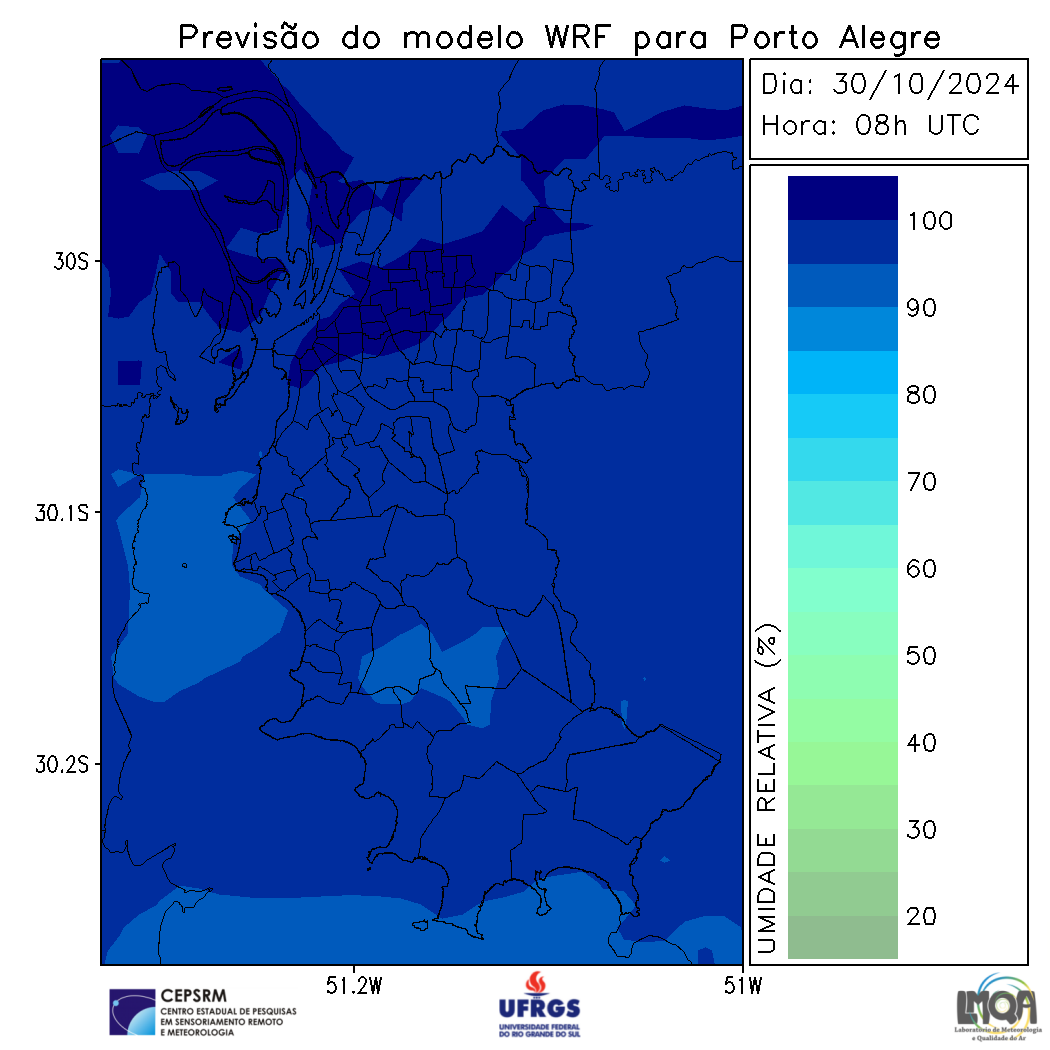 Previsão do modelo WRF para Porto Alegre
Dia: 30/10/2024
Hora: 08h UTC
100
90
80
70
60
50
40
30
20
UMIDADE RELATIVA (%)
30S
30.1S
30.2S
51.2W
51W
CEPSRM
CENTRO ESTADUAL DE PESQUISAS
EM SENSORIAMENTO REMOTO
E METEOROLOGIA
UFRGS
UNIVERSIDADE FEDERAL
DO RIO GRANDE DO SUL
LMQA
Laboratório de Meteorologia
e Qualidade do Ar